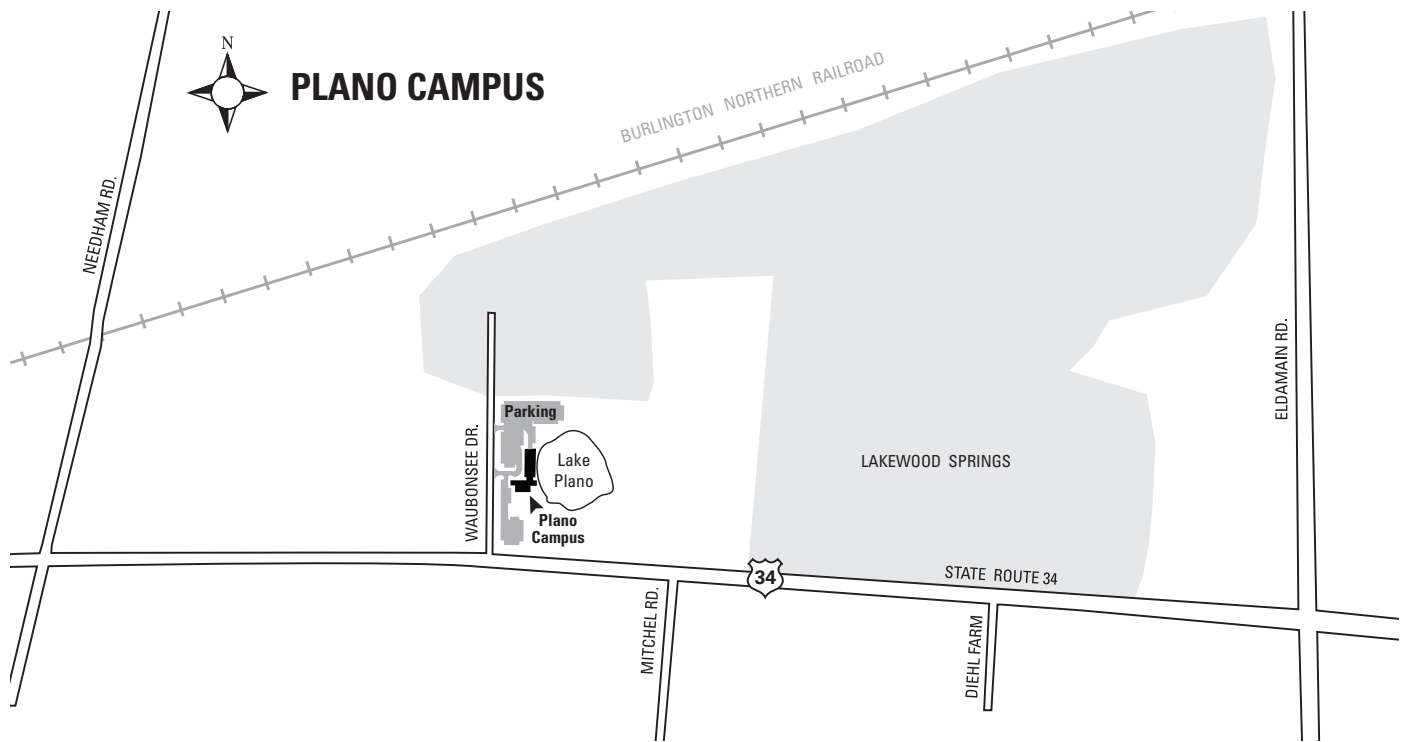 N
PLANO CAMPUS
BURLINGTON NORTHERN RAILROAD
NEEDHAM RD.
ELDAMAIN RD.
WAUBONSEE DR.
Parking
Lake
Plano
LAKEWOOD SPRINGS
Plano
Campus
34
STATE ROUTE 34
MITCHEL RD.
DIEHL FARM